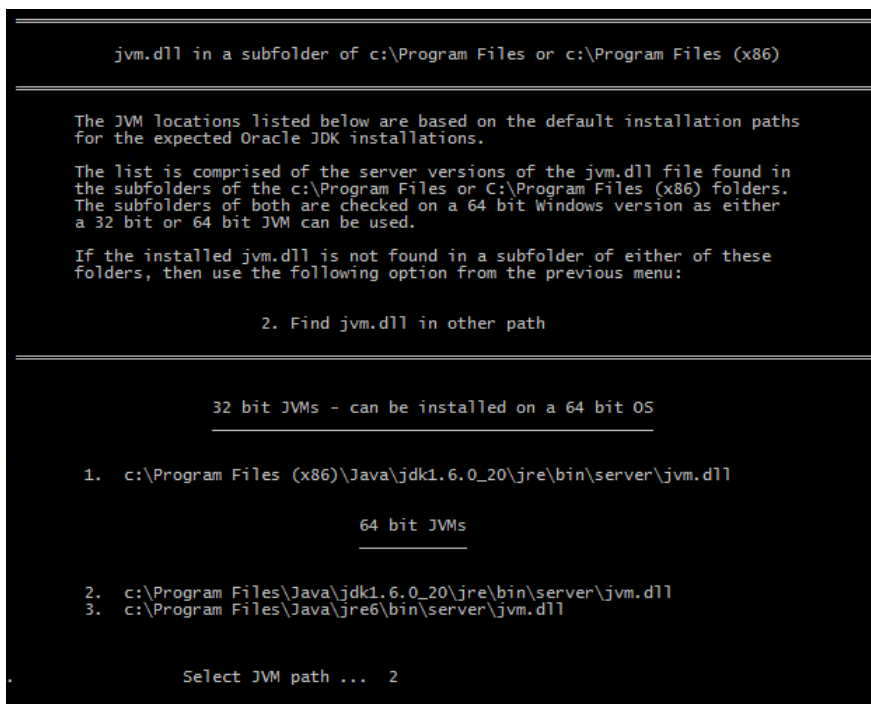 jvm.dll in a subfolder of c:\Program Files or c:\Program Files (x86)
The JVM locations listed below are based on the default installation paths
for the expected Oracle JDK installations.
The list is comprised of the server versions of the jvm.dll file found in
the subfolders of the c:\Program Files or C:\Program Files (x86) folders.
The subfolders of both are checked on a 64 bit Windows version as either
a 32 bit or 64 bit JVM can be used.
If the installed jvm.dll is not found in a subfolder of either of these
folders, then use the following option from the previous menu:
2. Find jvm.dll in other path
32 bit JVMs - can be installed on a 64 bit OS
1. c:\Program Files (x86)\Java\jdk1.6.0_20\jre\bin\server\jvm.dll
64 bit JVMs
2. c:\Program Files\Java\jdk1.6.0_20\jre\bin\server\jvm.dll
3. c:\Program Files\Java\jre6\bin\server\jvm.dll
. Select JVM path ... 2